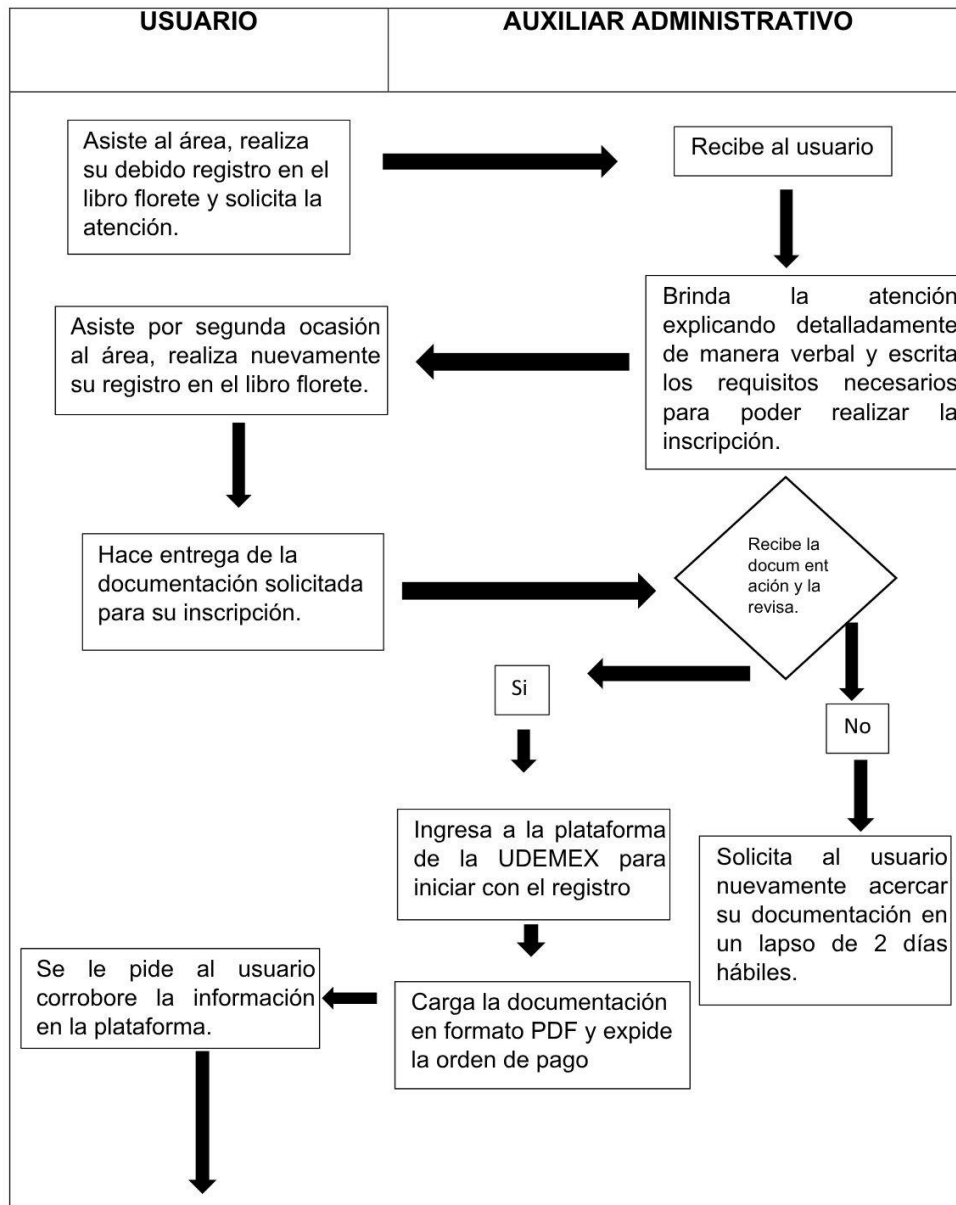 USUARIO
AUXILIAR ADMINISTRATIVO
Asiste al área, realiza
su debido registro en el
libro florete y solicita la
atención.
Recibe al usuario
Brinda la atención
explicando detalladamente
de manera verbal y escrita
los requisitos necesarios
para poder realizar la
inscripción.
Asiste por segunda ocasión
al área, realiza nuevamente
su registro en el libro florete.
Hace entrega de la
documentación solicitada
para su inscripción.
Recibe la
docum ent
ación y la
revisa.
Si
No
Ingresa a la plataforma
de la UDEMEX para
iniciar con el registro
Solicita al usuario
nuevamente acercar
su documentación en
un lapso de 2 días
hábiles.
Carga la documentación
en formato PDF y expide
la orden de pago
Se le pide al usuario
corrobore la información
en la plataforma.